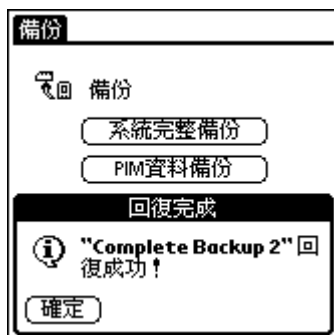 備份
備份
系統完整備份
PIM資料備份
回復完成
"Complete Backup 2" 回
復成功！
確定